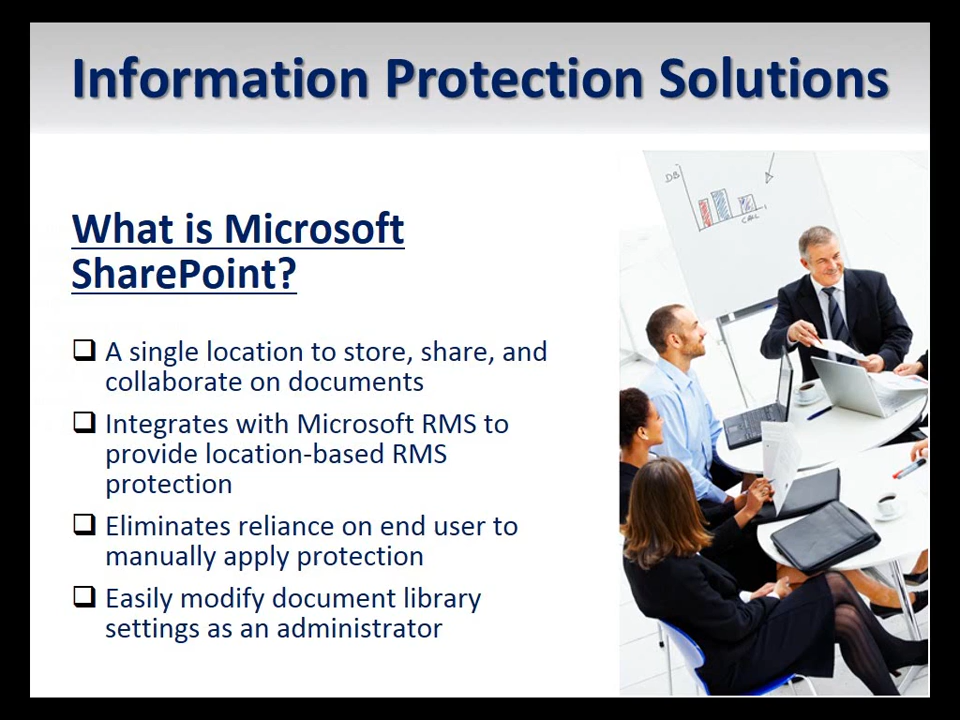 Information Protection Solutions
What is Microsoft
SharePoint?
A single location to store, share, and
collaborate on documents
Integrates with Microsoft RMS to
provide location-based RMS
protection
Eliminates reliance on end user to
manually apply protection
Easily modify document library
settings as an administrator
DB
CALL